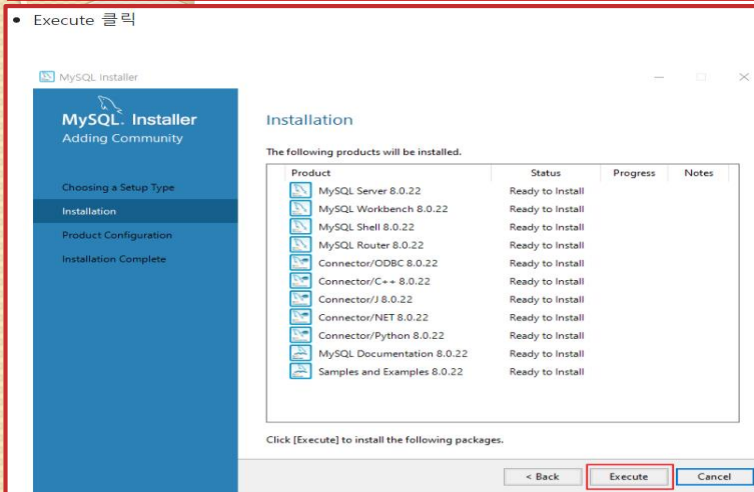 • Execute 클릭
MySQL Installer
MySQL. Installer
Adding Community
Choosing a Setup Type
Installation
Product Configuration
Installation Complete
Installation
The following products will be installed.
Product Status Progress Notes
MySQL Server 8.0.22 Ready to Install
MySQL Workbench 8.0.22 Ready to Install
MySQL Shell 8.0.22 Ready to Install
MySQL Router 8.0.22 Ready to Install
Connector/ODBC 8.0.22 Ready to Install
Connector/C++ 8.0.22 Ready to Install
Connector/J 8.0.22 Ready to Install
Connector/NET 8.0.22 Ready to Install
Connector/Python 8.0.22 Ready to Install
MySQL Documentation 8.0.22 Ready to Install
Samples and Examples 8.0.22 Ready to Install
Click [Execute] to install the following packages.
< Back Execute Cancel